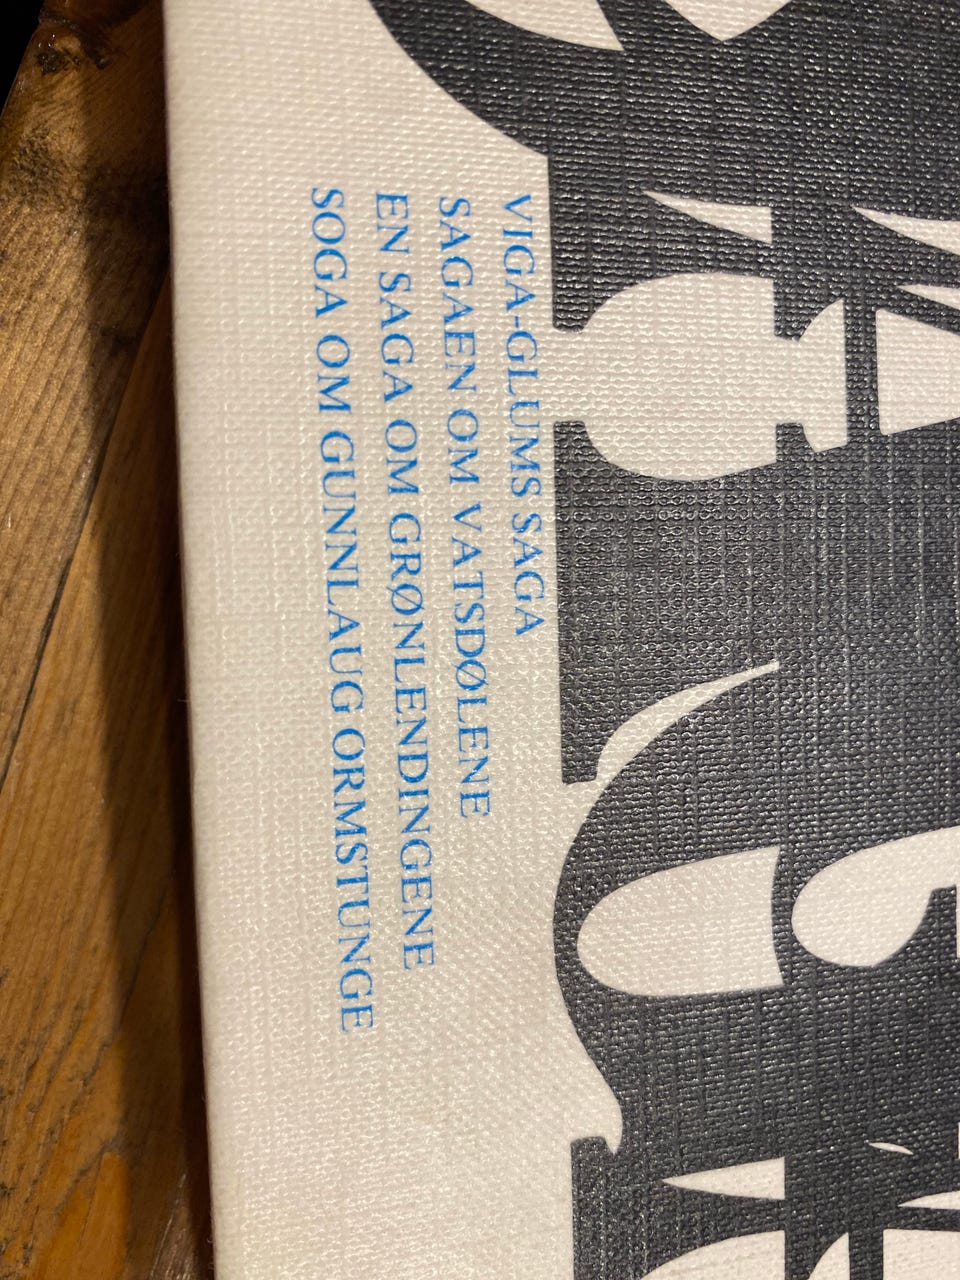 VIGA-GLUMS SAGA
SAGAEN OM VATSDØLENE
EN SAGA OM GRØNLENDINGENE
SOGA OM GUNNLAUG ORMSTUNGE